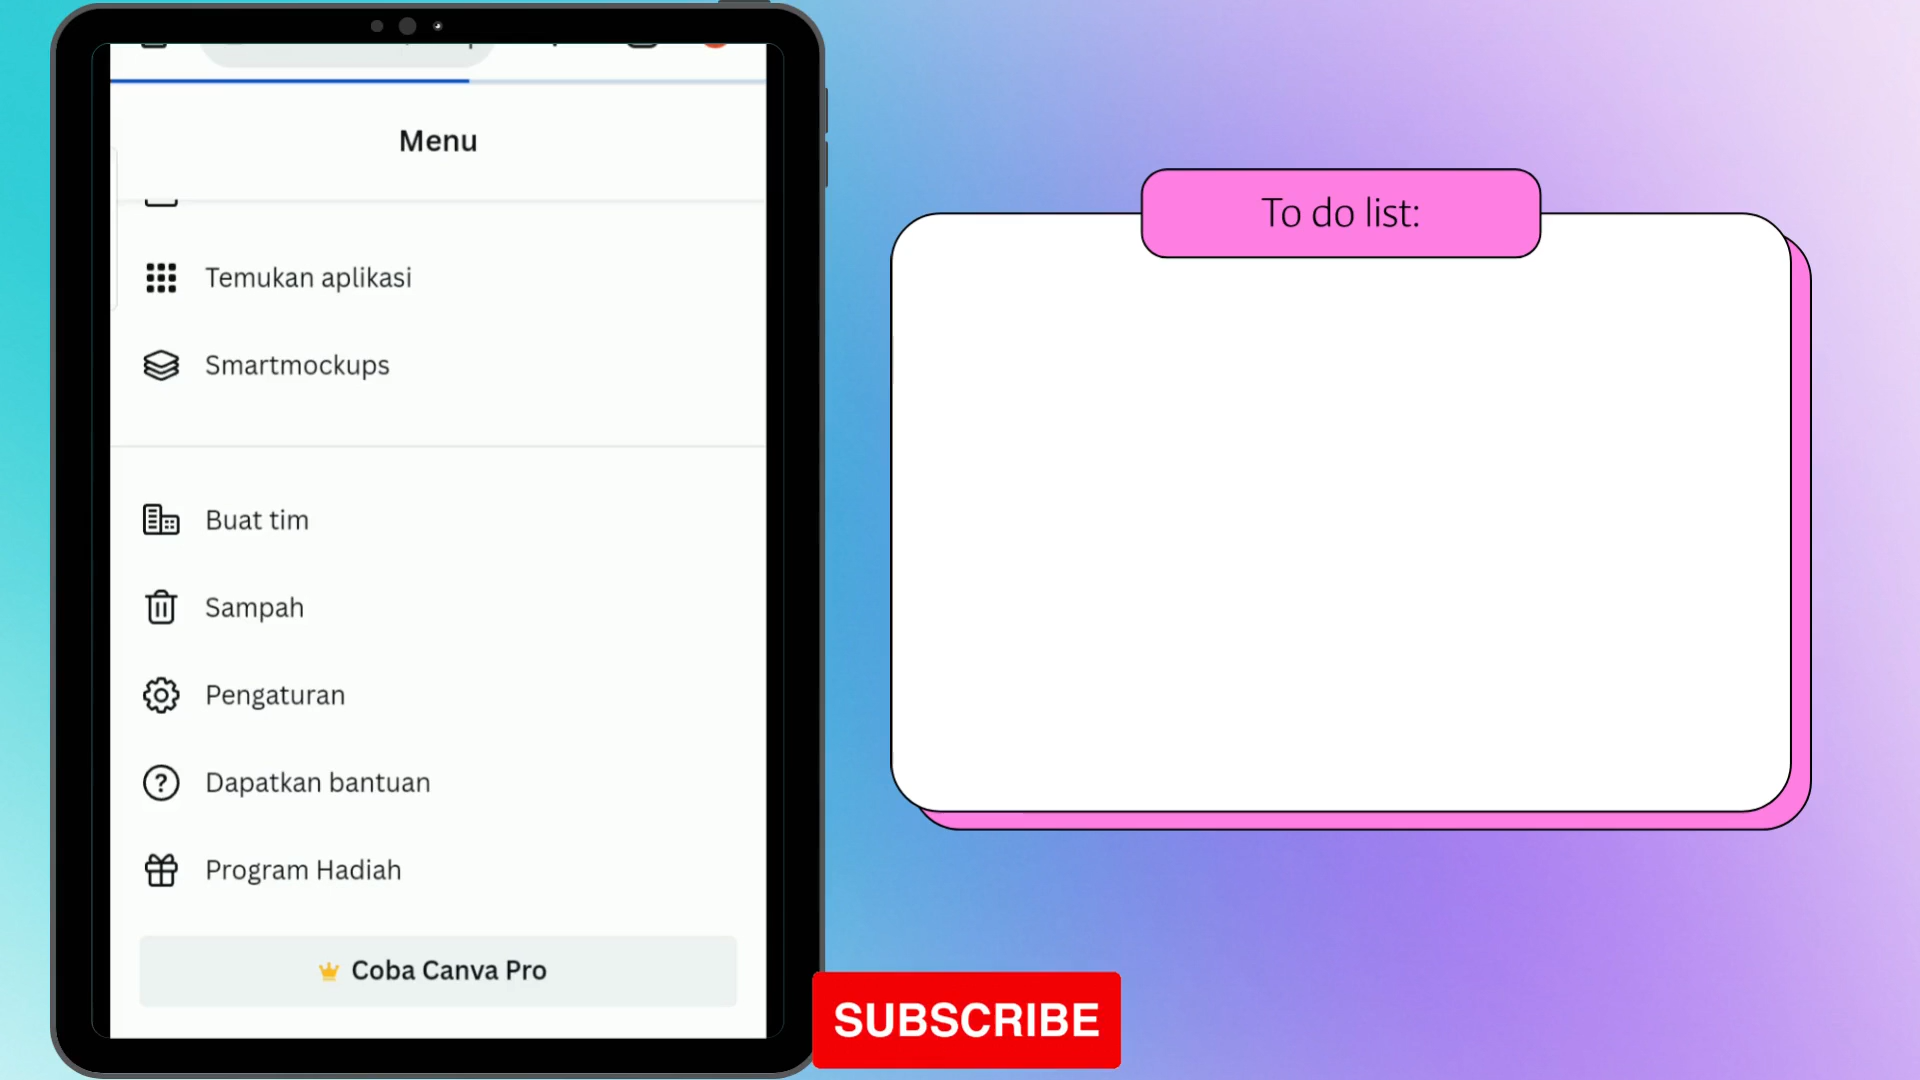 Menu
Temukan aplikasi
Smartmockups
Buat tim
Sampah
Pengaturan
Dapatkan bantuan
Program Hadiah
Coba Canva Pro
To do list:
SUBSCRIBE